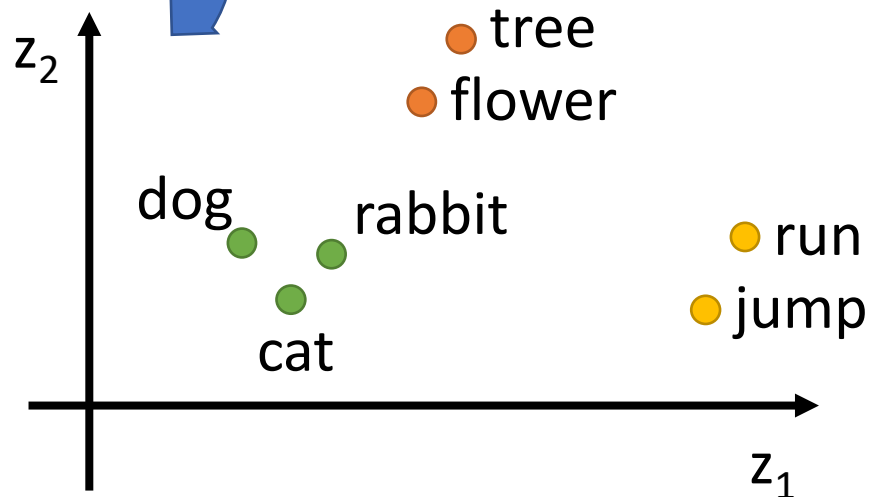 z2
tree
flower
dog
rabbit
run
jump
cat
z1